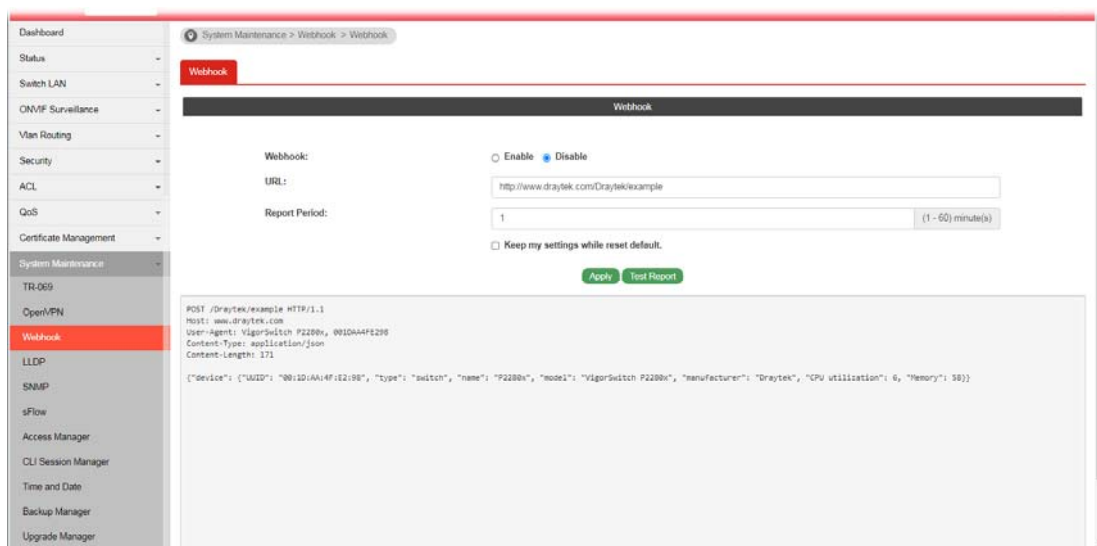 Dashboard
Status
Switch LAN
ONVIF Surveillance
Vlan Routing
Security
ACL
QoS
Certificate Management
System Maintenance
TR-069
OpenVPN
Webhook
LLDP
SNMP
sFlow
Access Manager
CLI Session Manager
Time and Date
Backup Manager
Upgrade Manager
System Maintenance > Webhook > Webhook
Webhook
Webhook
Webhook: Enable Disable
URL: http://www.draytek.com/Draytek/example
Report Period: 1 (1 - 60) minute(s)
Keep my settings while reset default.
Apply Test Report
POST /Draytek/example HTTP/1.1
Host: www.draytek.com
User-Agent: VigorSwitch P2280x, 001DAA4FE298
Content-Type: application/json
Content-Length: 171
{"device": {"UUID": "00:1D:AA:4F:E2:98", "type": "switch", "name": "P2280x", "model": "VigorSwitch P2280x", "manufacturer": "Draytek", "CPU utilization": 6, "Memory": 58}}